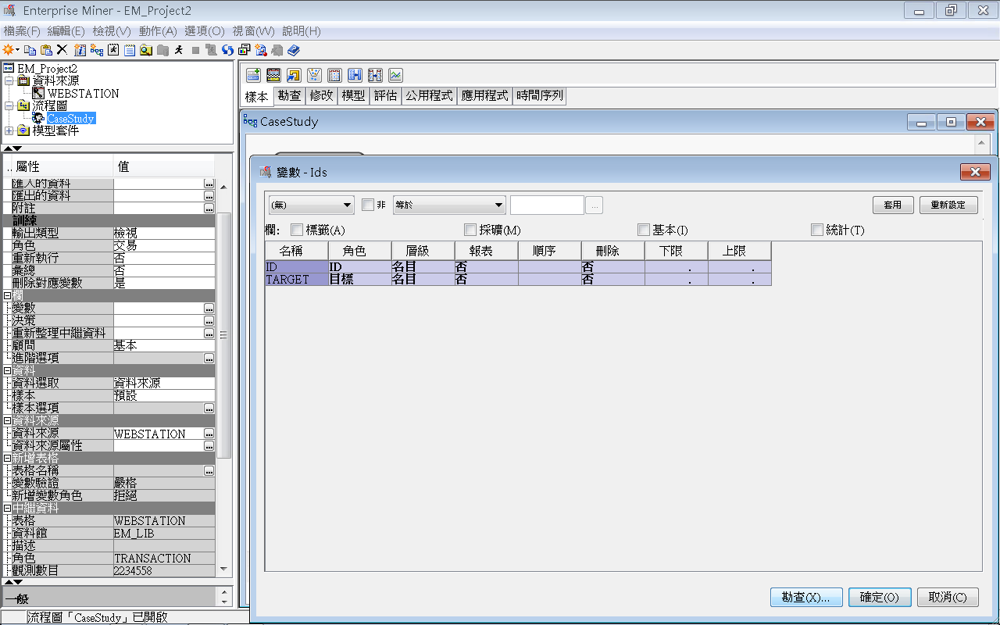 Enterprise Miner - EM_Project2
檔案(F) 編輯(E) 檢視(V) 動作(A) 選項(O) 視窗(W) 說明(H)
EM_Project2
資料來源
WEBSTATION
流程圖
CaseStudy
模型套件
樣本 勘查 修改 模型 評估 公用程式 應用程式 時間序列
CaseStudy
.. 屬性 值
匯入的資料 ...
匯出的資料 ...
附註 ...
訓練
輸出類型 檢視
角色 交易
重新執行 否
彙總 否
刪除對應變數 是
欄
變數 ...
決策 ...
重新整理中繼資料 ...
顧問 基本
進階選項 ...
資料
資料選取 資料來源
樣本 預設
樣本選項 ...
資料來源
資料來源 WEBSTATION ...
資料來源屬性 ...
新增表格
表格名稱 ...
變數驗證 嚴格
新增變數角色 拒絕
中繼資料
表格 WEBSTATION
資料館 EM_LIB
描述
角色 TRANSACTION
觀測數目 2234558
一般
流程圖「CaseStudy」已開啟
變數 - Ids
(無) 非 等於 ... 套用 重新設定
欄: 標籤(A) 採礦(M) 基本(I) 統計(T)
名稱 角色 層級 報表 順序 刪除 下限 上限
ID ID 名目 否 否 . .
TARGET 目標 名目 否 否 . .
勘查(X)... 確定(O) 取消(C)